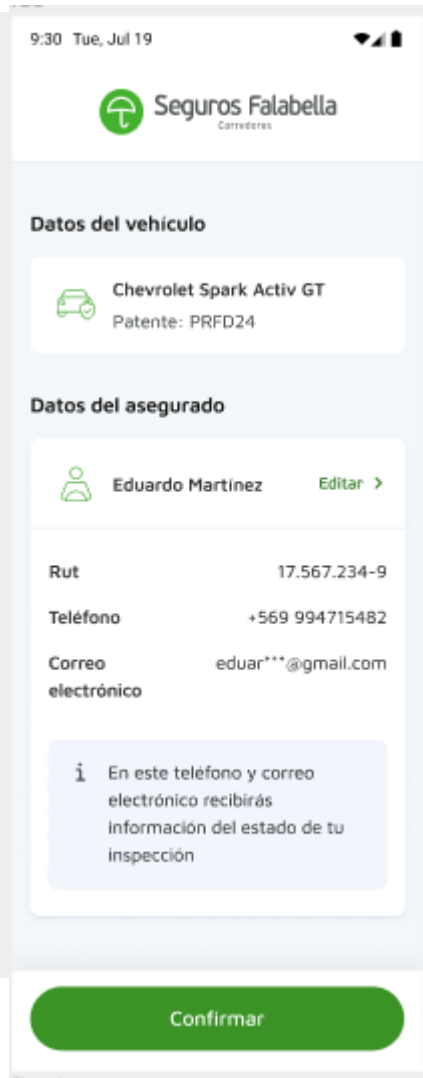 9:30 Tue, Jul 19
Seguros Falabella
Corredores
Datos del vehículo
Chevrolet Spark Activ GT
Patente: PRFD24
Datos del asegurado
Eduardo Martínez Editar >
Rut 17.567.234-9
Teléfono +569 994715482
Correo electrónico eduar***@gmail.com
i En este teléfono y correo
electrónico recibirás
información del estado de tu
inspección
Confirmar